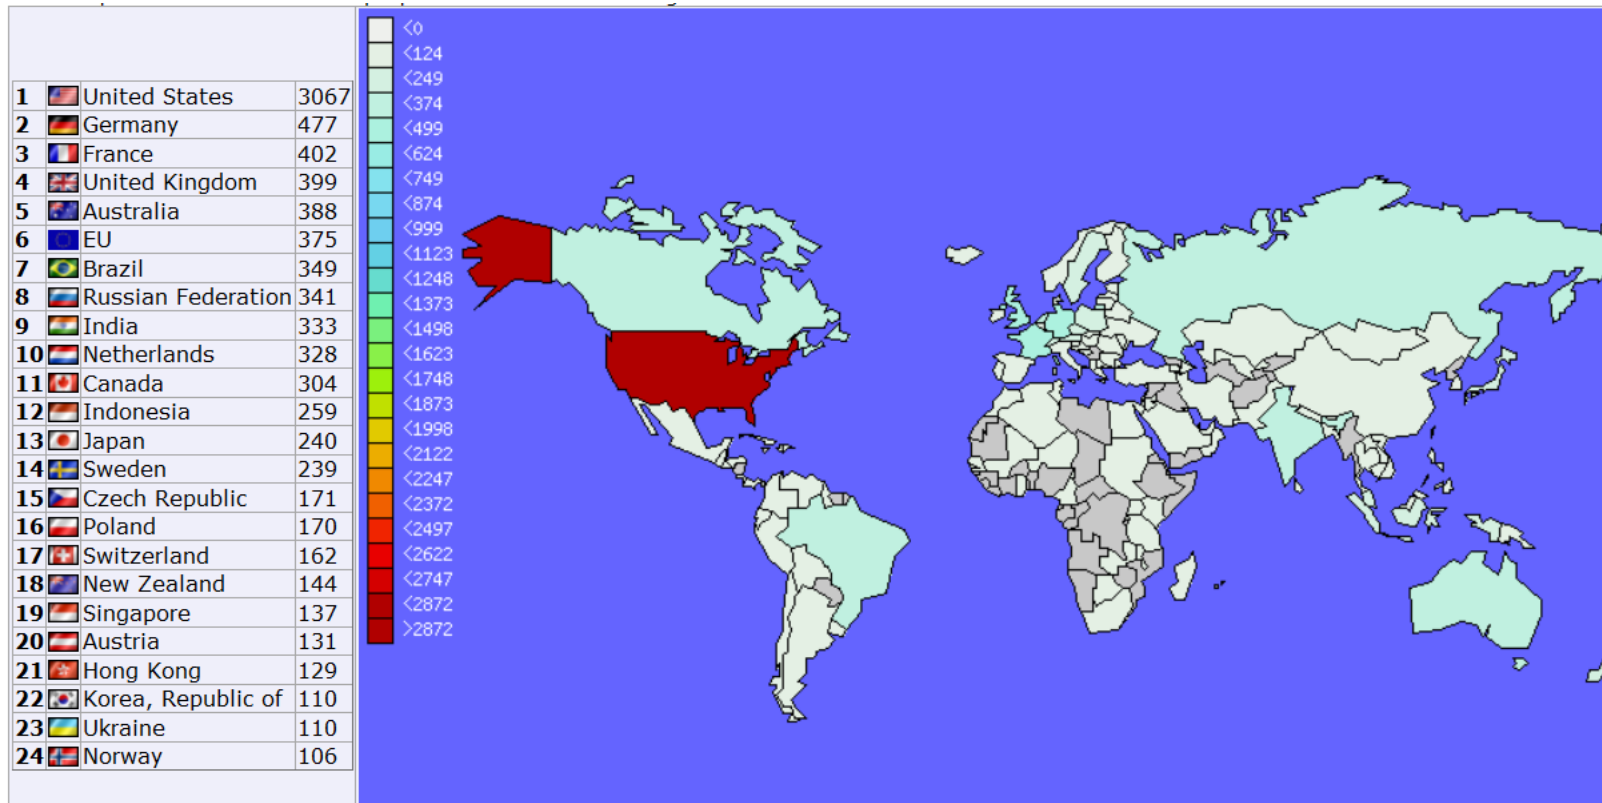 1 United States 3067
2 Germany 477
3 France 402
4 United Kingdom 399
5 Australia 388
6 EU 375
7 Brazil 349
8 Russian Federation 341
9 India 333
10 Netherlands 328
11 Canada 304
12 Indonesia 259
13 Japan 240
14 Sweden 239
15 Czech Republic 171
16 Poland 170
17 Switzerland 162
18 New Zealand 144
19 Singapore 137
20 Austria 131
21 Hong Kong 129
22 Korea, Republic of 110
23 Ukraine 110
24 Norway 106
<0
<124
<249
<374
<499
<624
<749
<874
<999
<1123
<1248
<1373
<1498
<1623
<1748
<1873
<1998
<2122
<2247
<2372
<2497
<2622
<2747
<2872
>2872